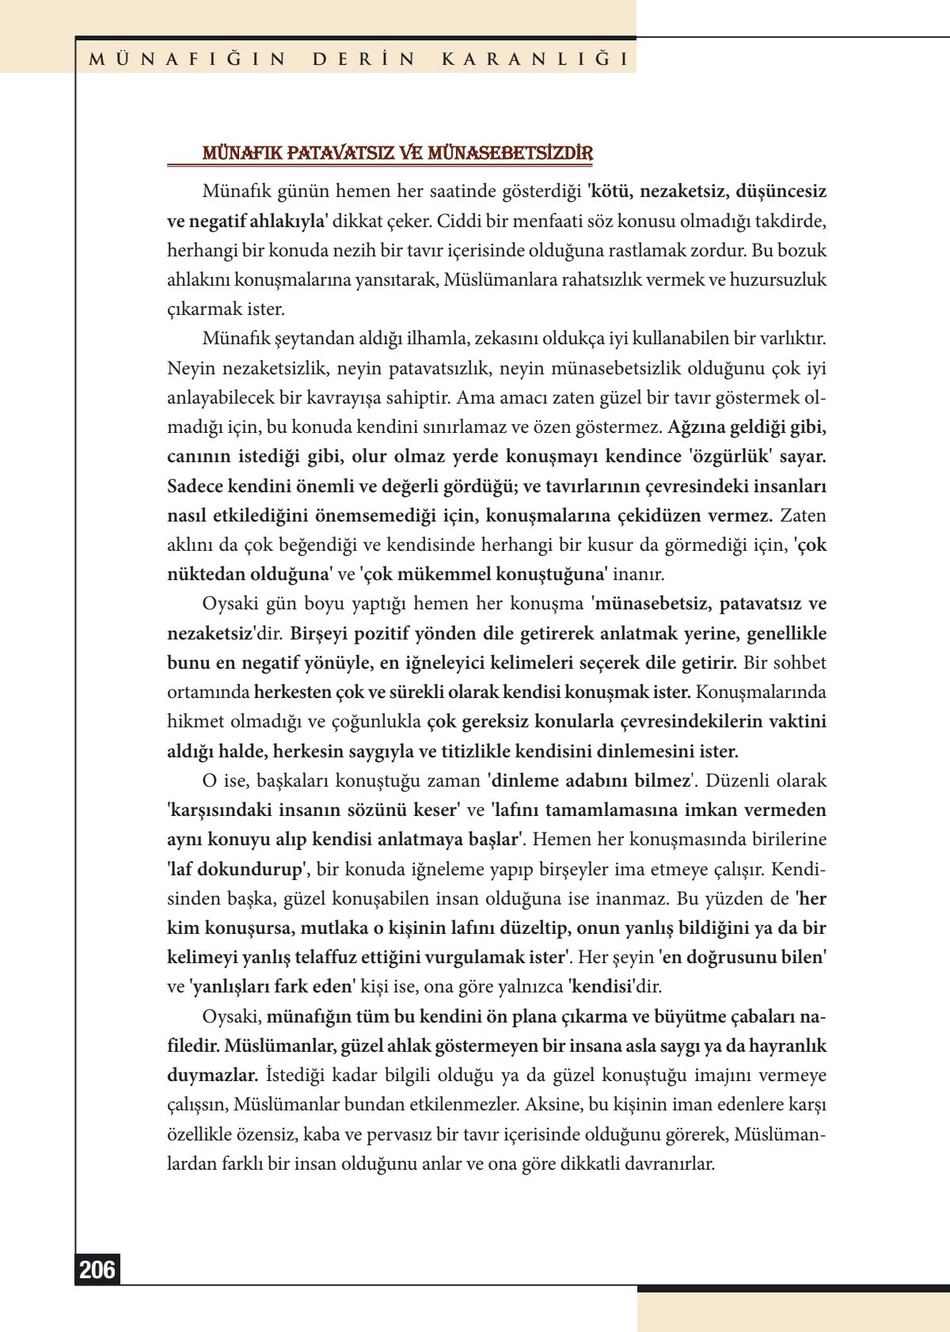 MÜNAFIĞIN DERİN KARANLIĞI
MÜNAFIK PATAVATSIZ VE MÜNASEBETSİZDİR
Münafık günün hemen her saatinde gösterdiği 'kötü, nezaketsiz, düşüncesiz
ve negatif ahlakıyla' dikkat çeker. Ciddi bir menfaati söz konusu olmadığı takdirde,
herhangi bir konuda nezih bir tavır içerisinde olduğuna rastlamak zordur. Bu bozuk
ahlakını konuşmalarına yansıtarak, Müslümanlara rahatsızlık vermek ve huzursuzluk
çıkarmak ister.
Münafık şeytandan aldığı ilhamla, zekasını oldukça iyi kullanabilen bir varlıktır.
Neyin nezaketsizlik, neyin patavatsızlık, neyin münasebetsizlik olduğunu çok iyi
anlayabilecek bir kavrayışa sahiptir. Ama amacı zaten güzel bir tavır göstermek ol-
madığı için, bu konuda kendini sınırlamaz ve özen göstermez. Ağzına geldiği gibi,
canının istediği gibi, olur olmaz yerde konuşmayı kendince 'özgürlük' sayar.
Sadece kendini önemli ve değerli gördüğü; ve tavırlarının çevresindeki insanları
nasıl etkilediğini önemsemediği için, konuşmalarına çekidüzen vermez. Zaten
aklını da çok beğendiği ve kendisinde herhangi bir kusur da görmediği için, 'çok
nüktedan olduğuna' ve 'çok mükemmel konuştuğuna' inanır.
Oysaki gün boyu yaptığı hemen her konuşma 'münasebetsiz, patavatsız ve
nezaketsiz'dir. Birşeyi pozitif yönden dile getirerek anlatmak yerine, genellikle
bunu en negatif yönüyle, en iğneleyici kelimeleri seçerek dile getirir. Bir sohbet
ortamında herkesten çok ve sürekli olarak kendisi konuşmak ister. Konuşmalarında
hikmet olmadığı ve çoğunlukla çok gereksiz konularla çevresindekilerin vaktini
aldığı halde, herkesin saygıyla ve titizlikle kendisini dinlemesini ister.
O ise, başkaları konuştuğu zaman 'dinleme adabını bilmez'. Düzenli olarak
'karşısındaki insanın sözünü keser' ve 'lafını tamamlamasına imkan vermeden
aynı konuyu alıp kendisi anlatmaya başlar'. Hemen her konuşmasında birilerine
'laf dokundurup', bir konuda iğneleme yapıp birşeyler ima etmeye çalışır. Kendi-
sinden başka, güzel konuşabilen insan olduğuna ise inanmaz. Bu yüzden de 'her
kim konuşursa, mutlaka o kişinin lafını düzeltip, onun yanlış bildiğini ya da bir
kelimeyi yanlış telaffuz ettiğini vurgulamak ister'. Her şeyin 'en doğrusunu bilen'
ve 'yanlışları fark eden' kişi ise, ona göre yalnızca 'kendisi'dir.
Oysaki, münafığın tüm bu kendini ön plana çıkarma ve büyütme çabaları na-
filedir. Müslümanlar, güzel ahlak göstermeyen bir insana asla saygı ya da hayranlık
duymazlar. İstediği kadar bilgili olduğu ya da güzel konuştuğu imajını vermeye
çalışsın, Müslümanlar bundan etkilenmezler. Aksine, bu kişinin iman edenlere karşı
özellikle özensiz, kaba ve pervasız bir tavır içerisinde olduğunu görerek, Müslüman-
lardan farklı bir insan olduğunu anlar ve ona göre dikkatli davranırlar.
206